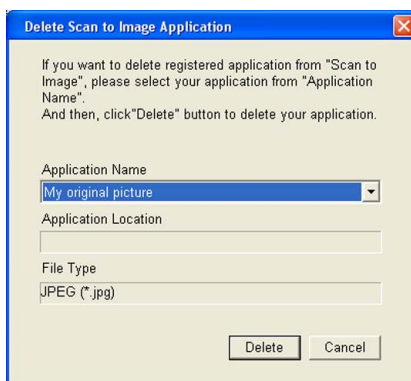 Delete Scan to Image Application
If you want to delete registered application from "Scan to
Image", please select your application from "Application
Name".
And then, click"Delete" button to delete your application.
Application Name
My original picture
Application Location
File Type
JPEG (*.jpg)
Delete Cancel